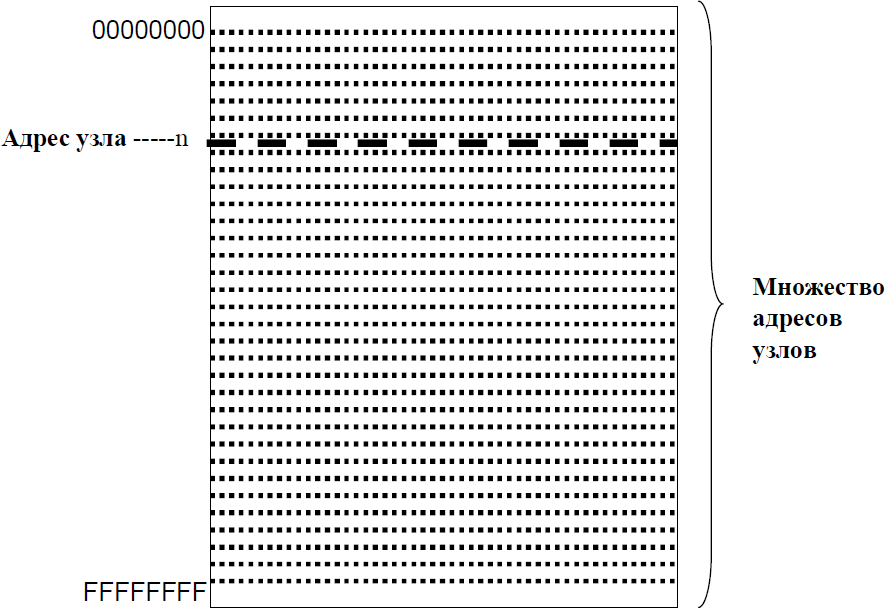 00000000
Адрес узла -----n
Множество
адресов
узлов
FFFFFFFF